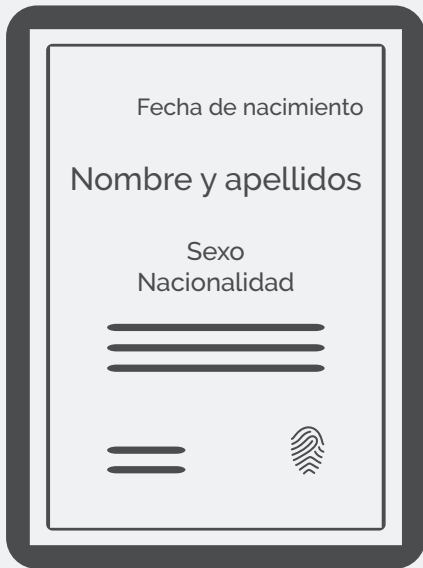 Fecha de nacimiento
Nombre y apellidos
Sexo
Nacionalidad